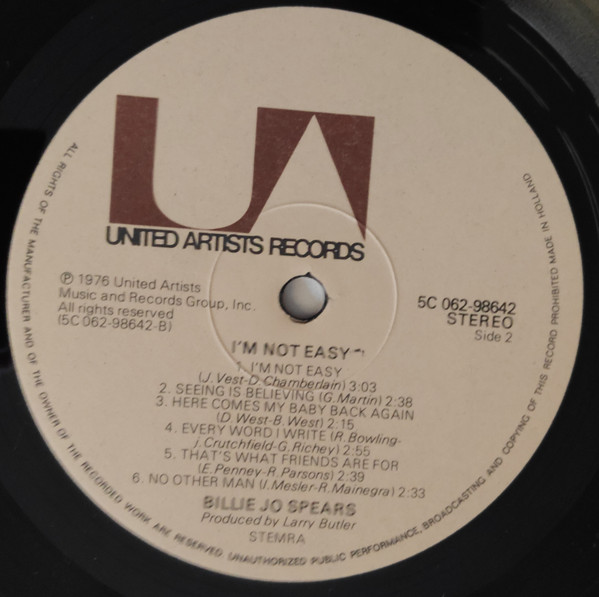 UA
UNITED ARTISTS RECORDS
℗ 1976 United Artists
Music and Records Group, Inc.
All rights reserved
(5C 062-98642-B)
5C 062-98642
STEREO
Side 2
I'M NOT EASY
1. I'M NOT EASY
(J. Vest-D. Chamberlain) 3:03
2. SEEING IS BELIEVING (G. Martin) 2:38
3. HERE COMES MY BABY BACK AGAIN
(D. West-B. West) 2:15
4. EVERY WORD I WRITE (R. Bowling-
J. Crutchfield-G. Richey) 2:55
5. THAT'S WHAT FRIENDS ARE FOR
(E. Penney-R. Parsons) 2:39
6. NO OTHER MAN (J. Mesler-R. Mainegra) 2:33
BILLIE JO SPEARS
Produced by Larry Butler
STEMRA
ALL RIGHTS OF THE MANUFACTURER AND OF THE OWNER OF THE RECORDED WORK ARE RESERVED UNAUTHORIZED PUBLIC PERFORMANCE, BROADCASTING AND COPYING OF THIS RECORD PROHIBITED MADE IN HOLLAND